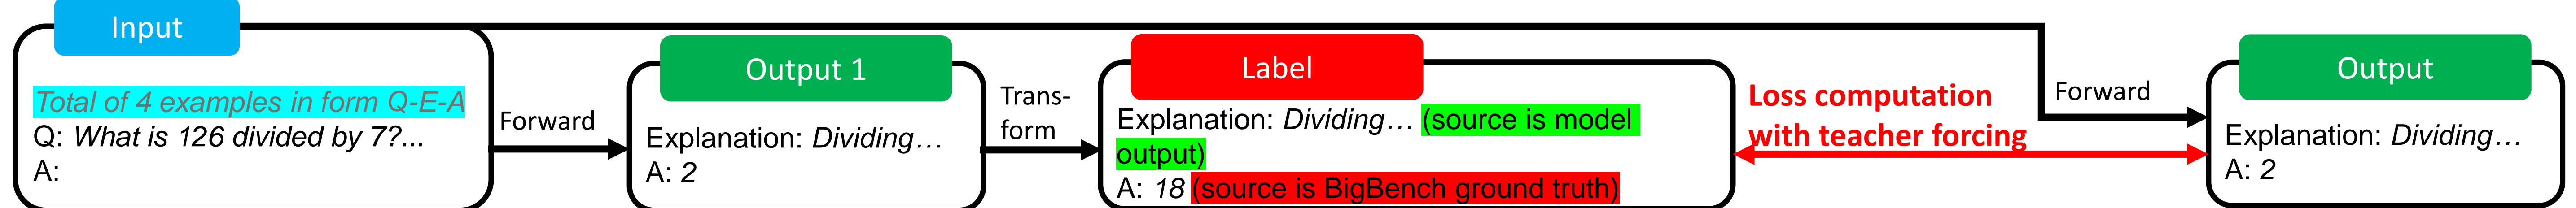 Input
Total of 4 examples in form Q-E-A
Q: What is 126 divided by 7?...
A:
Forward
Output 1
Explanation: Dividing...
A: 2
Trans-
form
Label
Explanation: Dividing... (source is model
output)
A: 18 (source is BigBench ground truth)
Loss computation
with teacher forcing
Forward
Output
Explanation: Dividing...
A: 2